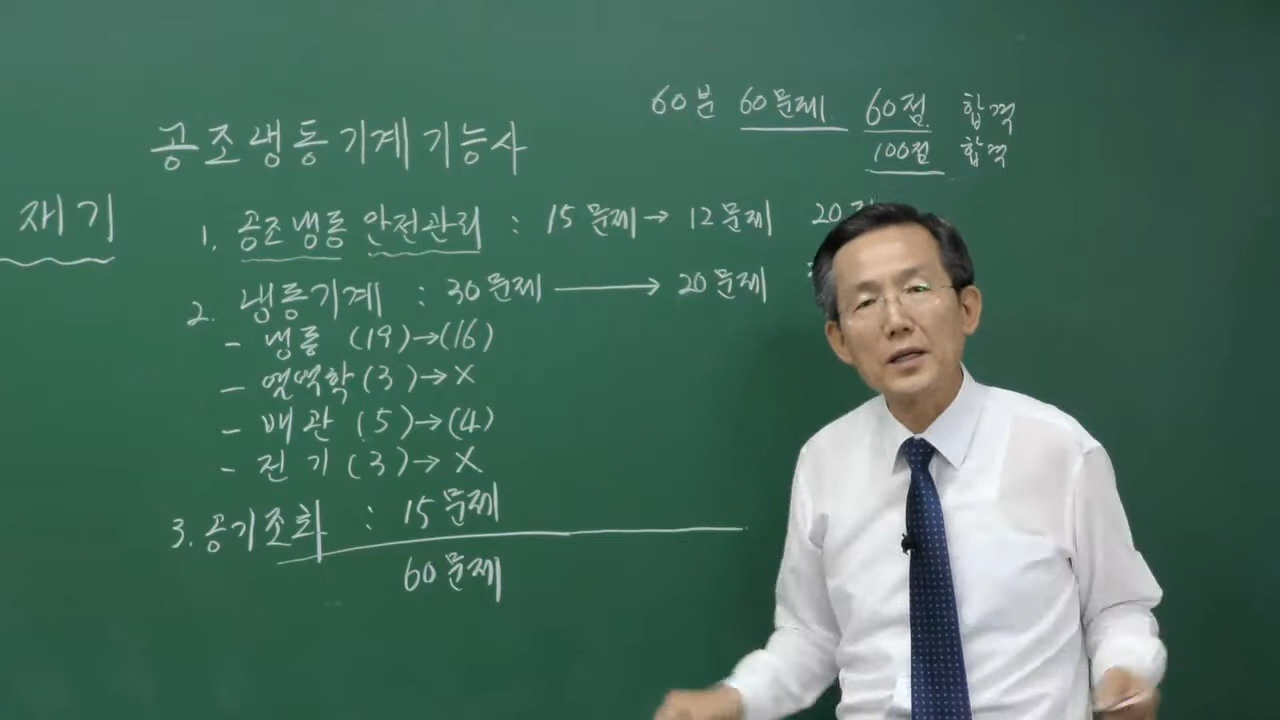 60분 60문제 60점 합격
100점 합격
공조냉동기계기능사
재기
1. 공조냉동 안전관리 : 15문제→ 12문제 20
2. 냉동기계 : 30문제 → 20문제
- 냉동 (19)→(16)
- 열역학(3)→×
- 배관 (5)→(4)
- 전기(3)→×
3. 공기조화 : 15문제
60문제